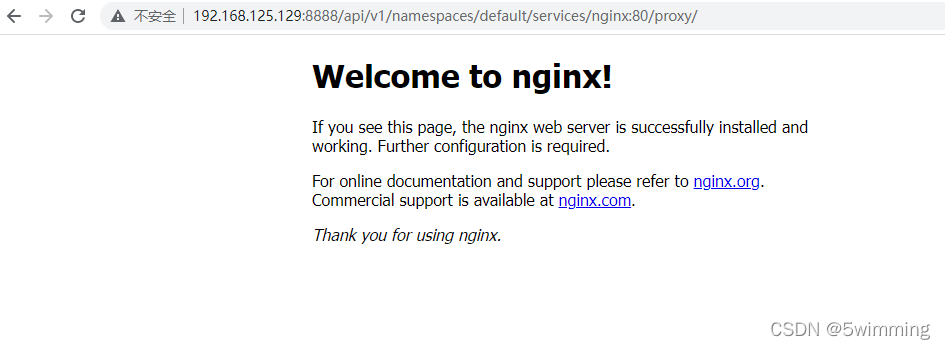 不安全 192.168.125.129:8888/api/v1/namespaces/default/services/nginx:80/proxy/
Welcome to nginx!
If you see this page, the nginx web server is successfully installed and
working. Further configuration is required.
For online documentation and support please refer to nginx.org.
Commercial support is available at nginx.com.
Thank you for using nginx.
CSDN @5wimming